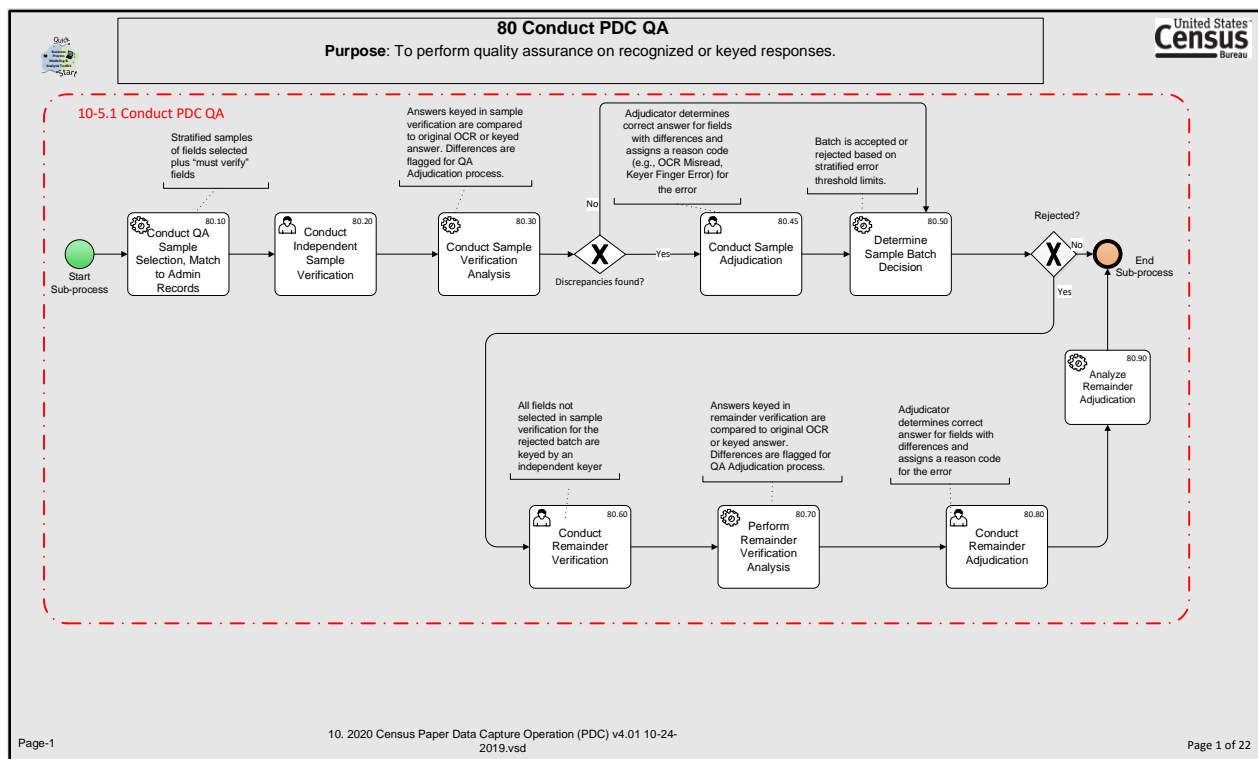 80 Conduct PDC QA
Purpose: To perform quality assurance on recognized or keyed responses.
Quick
Business
Process
Modeling &
Analysis Toolkit
Start
United States
Census
Bureau
10-5.1 Conduct PDC QA
Stratified samples
of fields selected
plus “must verify”
fields
Answers keyed in sample
verification are compared
to original OCR or keyed
answer. Differences are
flagged for QA
Adjudication process.
Adjudicator determines
correct answer for fields
with differences and
assigns a reason code
(e.g., OCR Misread,
Keyer Finger Error) for
the error
Batch is accepted or
rejected based on
stratified error
threshold limits.
Start
Sub-process
80.10
Conduct QA
Sample
Selection, Match
to Admin
Records
80.20
Conduct
Independent
Sample
Verification
80.30
Conduct Sample
Verification
Analysis
No
X
Yes
Discrepancies found?
80.45
Conduct Sample
Adjudication
80.50
Determine
Sample Batch
Decision
Rejected?
X
No
Yes
End
Sub-process
80.90
Analyze
Remainder
Adjudication
All fields not
selected in sample
verification for the
rejected batch are
keyed by an
independent keyer
Answers keyed in
remainder verification are
compared to original OCR
or keyed answer.
Differences are flagged for
QA Adjudication process.
Adjudicator
determines correct
answer for fields with
differences and
assigns a reason code
for the error
80.60
Conduct
Remainder
Verification
80.70
Perform
Remainder
Verification
Analysis
80.80
Conduct
Remainder
Adjudication
Page-1
10. 2020 Census Paper Data Capture Operation (PDC) v4.01 10-24-
2019.vsd
Page 1 of 22